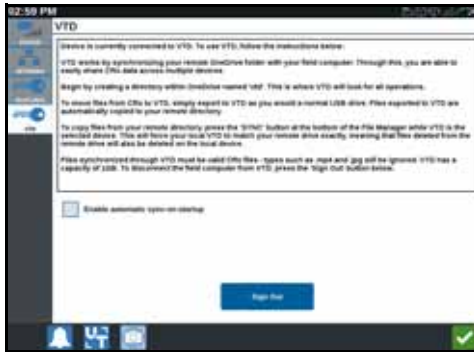 02:59 PM
VTD
Device is currently connected to VTD. To use VTD, follow the instructions below:
VTD works by synchronizing your remote OneDrive folder with your field computer. Through this, you are able to
easily share CR7 data across multiple devices.
Begin by creating a directory within OneDrive named 'VTD'. This is where VTD will look for all operations.
To move files from CR7 to VTD, simply export to VTD as you would a normal USB drive. Files exported to VTD are
automatically copied to your remote directory.
To copy files from your remote directory, press the 'SYNC' button at the bottom of the File Manager while VTD is the
selected device. This will force your local VTD to match your remote drive exactly, meaning that files deleted from the
remote drive will also be deleted on the local device.
Files synchronized through VTD must be valid CR7 files - types such as .mp4 and .jpg will be ignored. VTD has a
capacity of 1GB. To disconnect the field computer from VTD, press the 'Sign Out' button below.
VTD
Enable automatic sync-on-startup
Sign Out